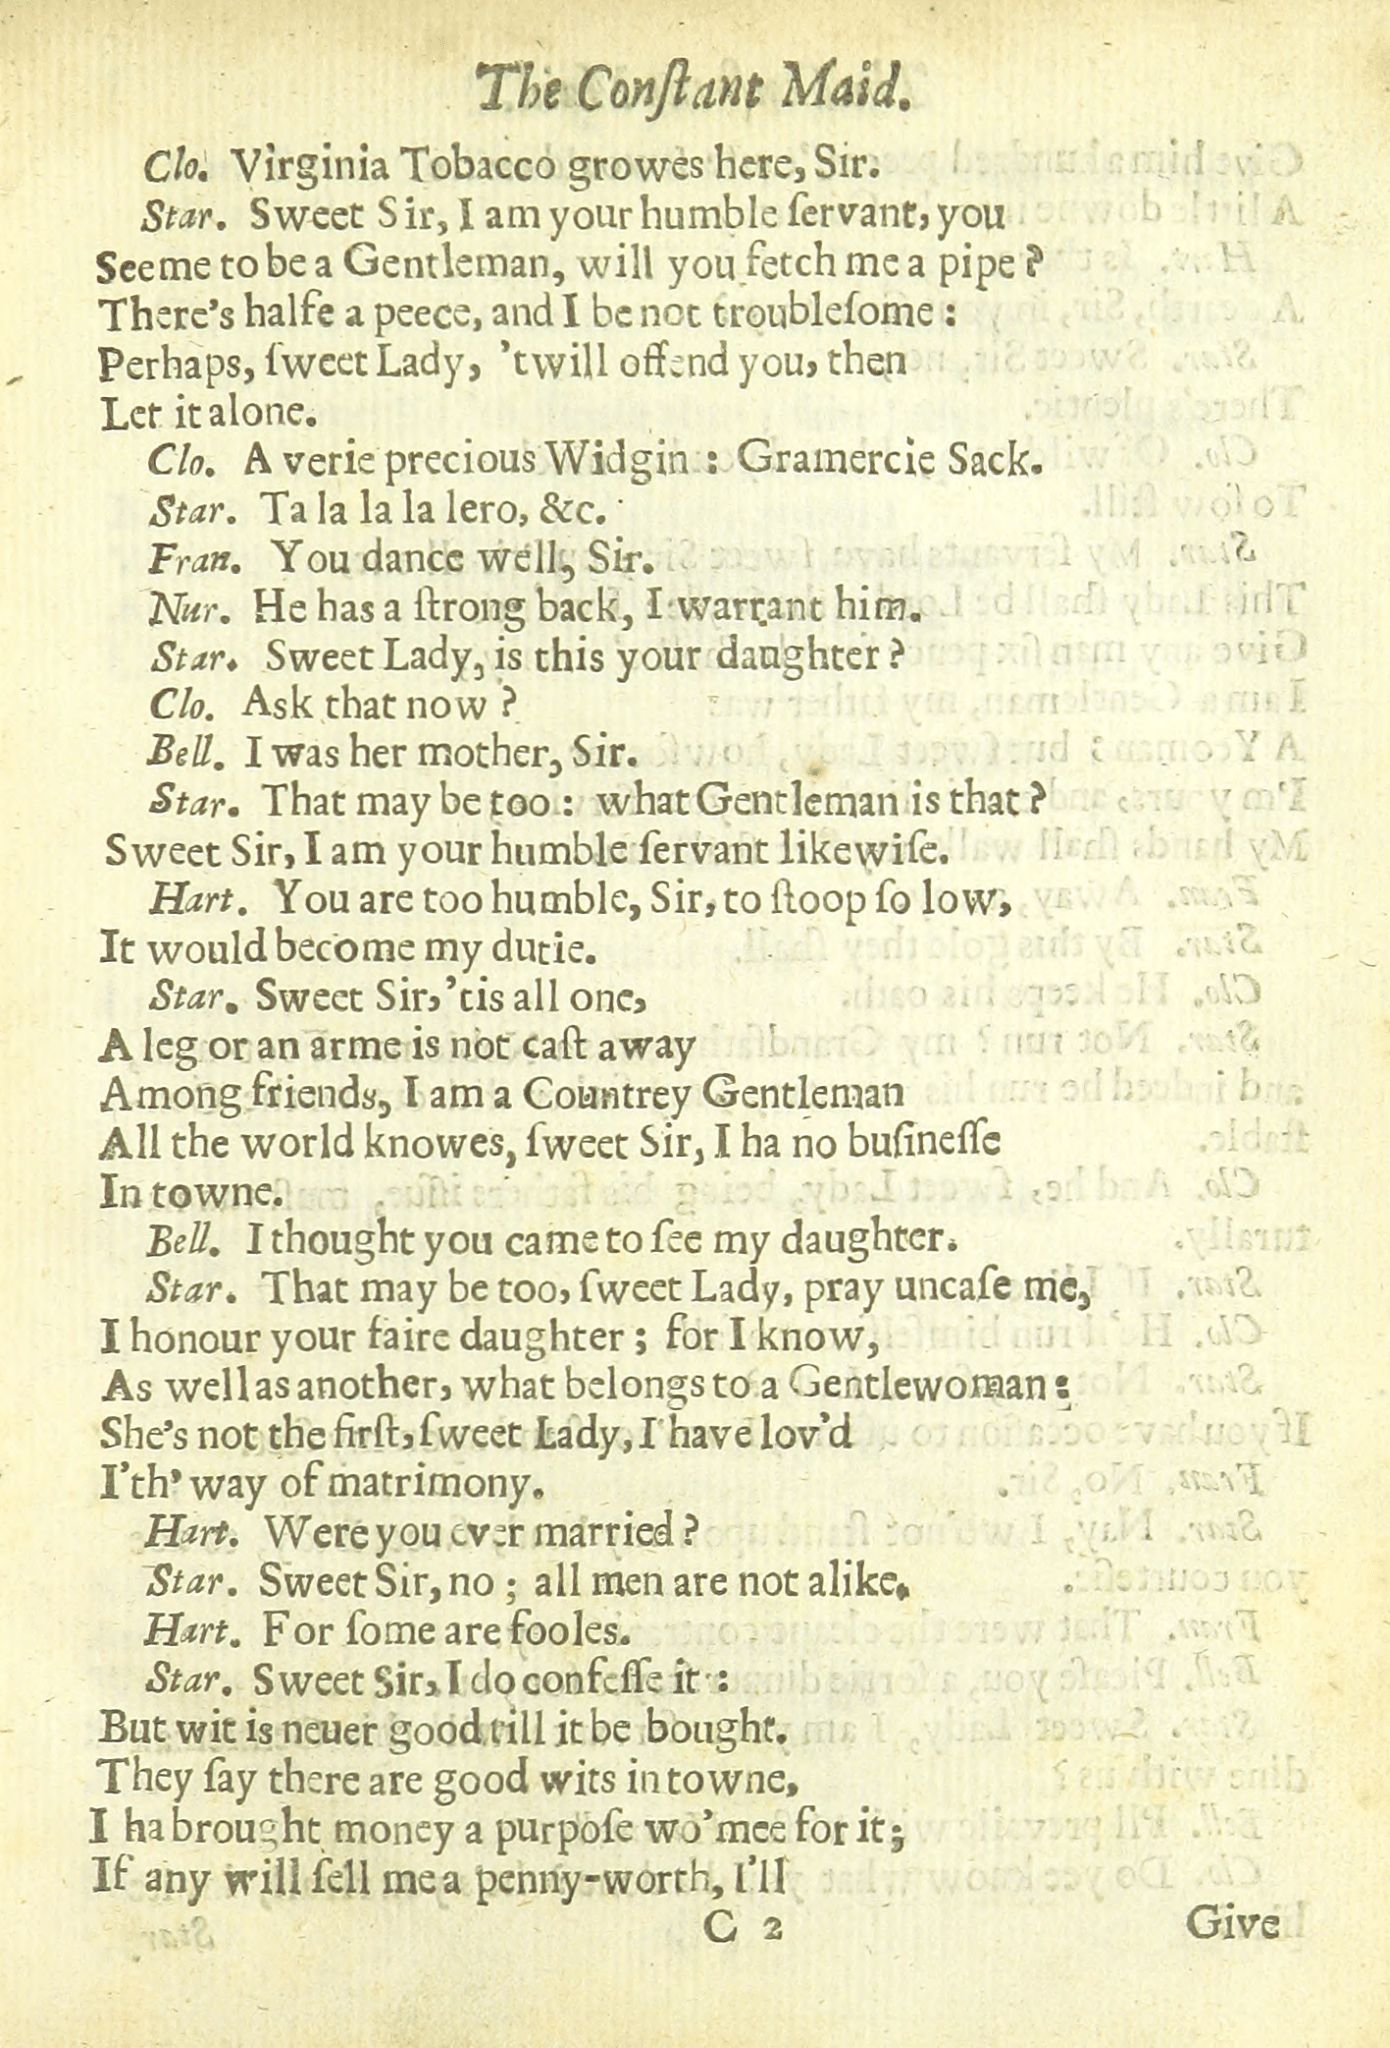 The Conſtant Maid.
Clo. Virginia Tobacco growes here, Sir.
Star. Sweet Sir, I am your humble ſervant, you
Seeme to be a Gentleman, will you fetch me a pipe?
There's halfe a peece, and I be not troubleſome:
Perhaps, ſweet Lady, 'twill offend you, then
Let it alone.
Clo. A verie precious Widgin: Gramercie Sack.
Star. Ta la la la lero, &c.
Fran. You dance well, Sir.
Nur. He has a ſtrong back, I warrant him.
Star. Sweet Lady, is this your daughter?
Clo. Ask that now?
Bell. I was her mother, Sir.
Star. That may be too: what Gentleman is that?
Sweet Sir, I am your humble ſervant likewiſe.
Hart. You are too humble, Sir, to ſtoop ſo low,
It would become my dutie.
Star. Sweet Sir, 'tis all one,
A leg or an arme is not caſt away
Among friends, I am a Countrey Gentleman
All the world knowes, ſweet Sir, I ha no buſineſſe
In towne.
Bell. I thought you came to ſee my daughter.
Star. That may be too, ſweet Lady, pray uncaſe me,
I honour your faire daughter; for I know,
As well as another, what belongs to a Gentlewoman:
She's not the firſt, ſweet Lady, I have lov'd
I'th' way of matrimony.
Hart. Were you ever married?
Star. Sweet Sir, no; all men are not alike.
Hart. For ſome are fooles.
Star. Sweet Sir, I do confeſſe it:
But wit is neuer good till it be bought.
They ſay there are good wits in towne,
I ha brought money a purpoſe wo'mee for it;
If any will ſell me a penny-worth, I'll
C 2 Give